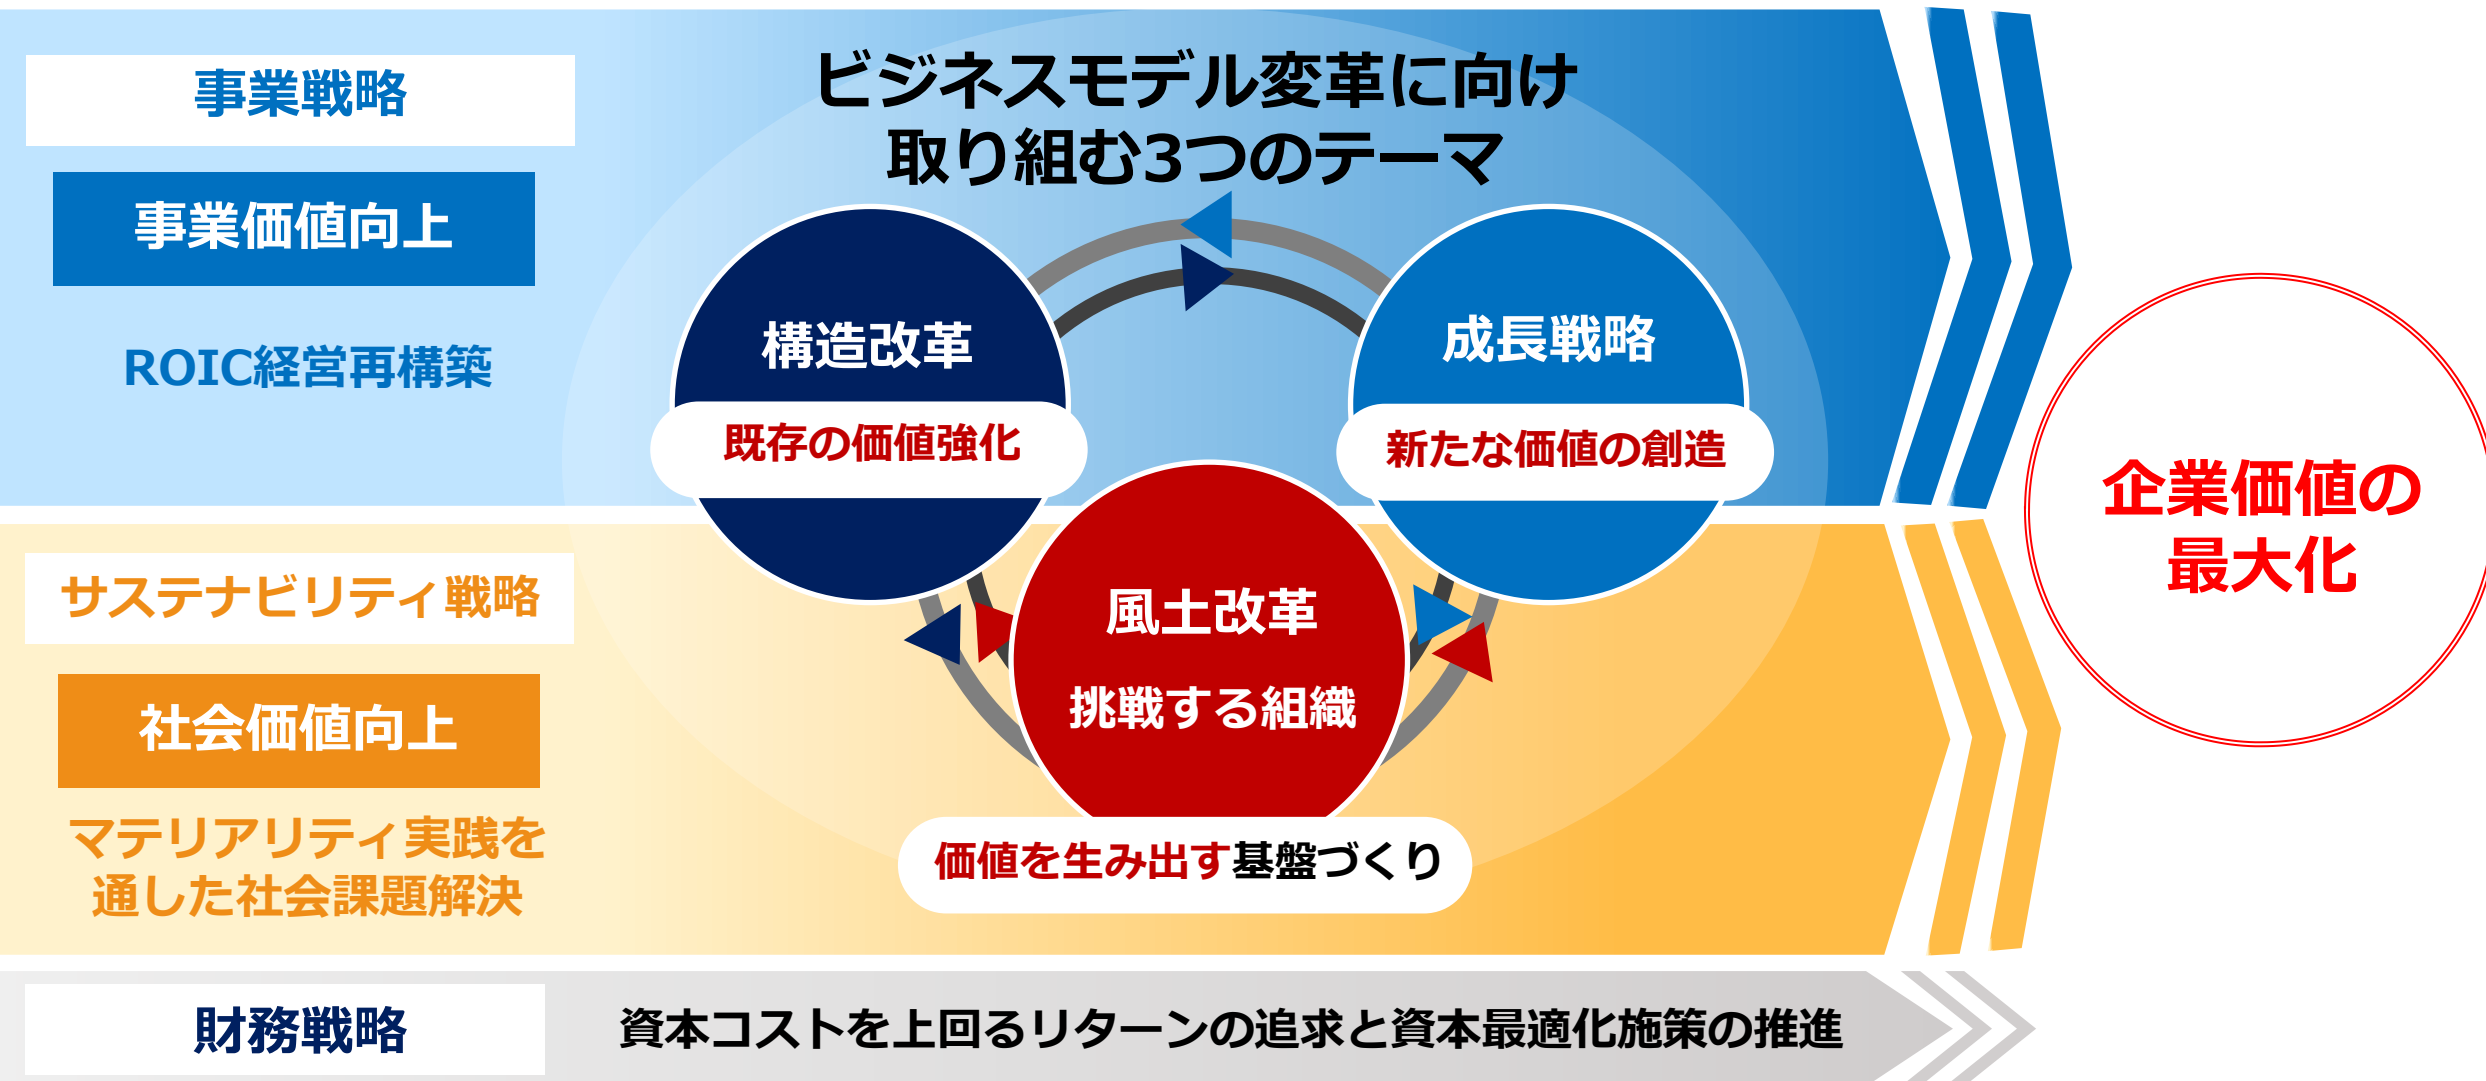 事業戦略
事業価値向上
ROIC経営再構築
ビジネスモデル変革に向け
取り組む3つのテーマ
構造改革
既存の価値強化
成長戦略
新たな価値の創造
風土改革
挑戦する組織
価値を生み出す基盤づくり
サステナビリティ戦略
社会価値向上
マテリアリティ実践を
通した社会課題解決
財務戦略
資本コストを上回るリターンの追求と資本最適化施策の推進
企業価値の
最大化